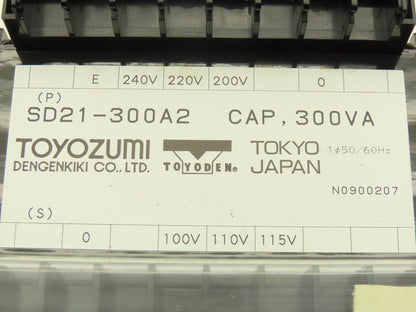 E 240V 220V 200V 0
(P)
SD21-300A2 CAP, 300VA
TOYOZUMI
DENGENKIKI CO., LTD.
TOYODEN®
TOKYO
JAPAN
1φ50/60Hz
N0900207
(S)
0 100V 110V 115V